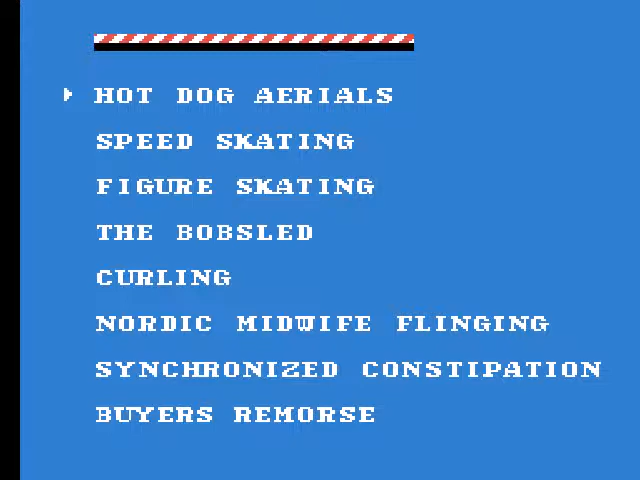 HOT DOG AERIALS
SPEED SKATING
FIGURE SKATING
THE BOBSLED
CURLING
NORDIC MIDWIFE FLINGING
SYNCHRONIZED CONSTIPATION
BUYERS REMORSE